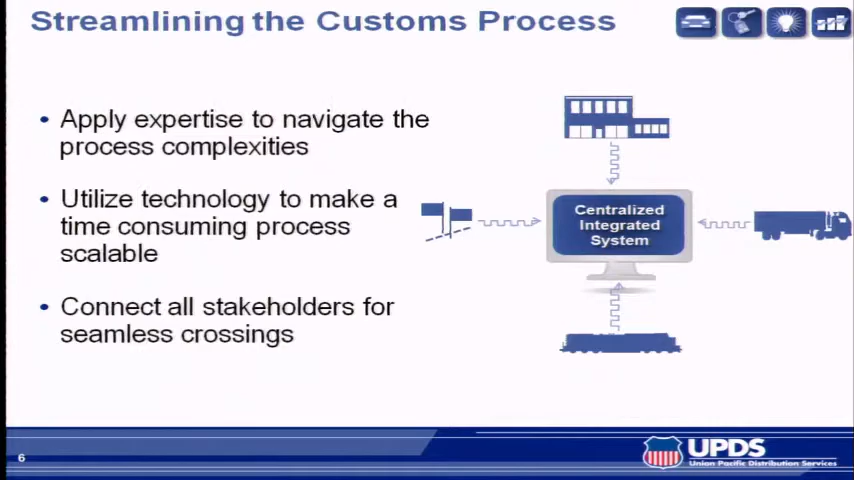 Streamlining the Customs Process
• Apply expertise to navigate the
process complexities
• Utilize technology to make a
time consuming process
scalable
• Connect all stakeholders for
seamless crossings
Centralized
Integrated
System
6
UPDS
Union Pacific Distribution Services